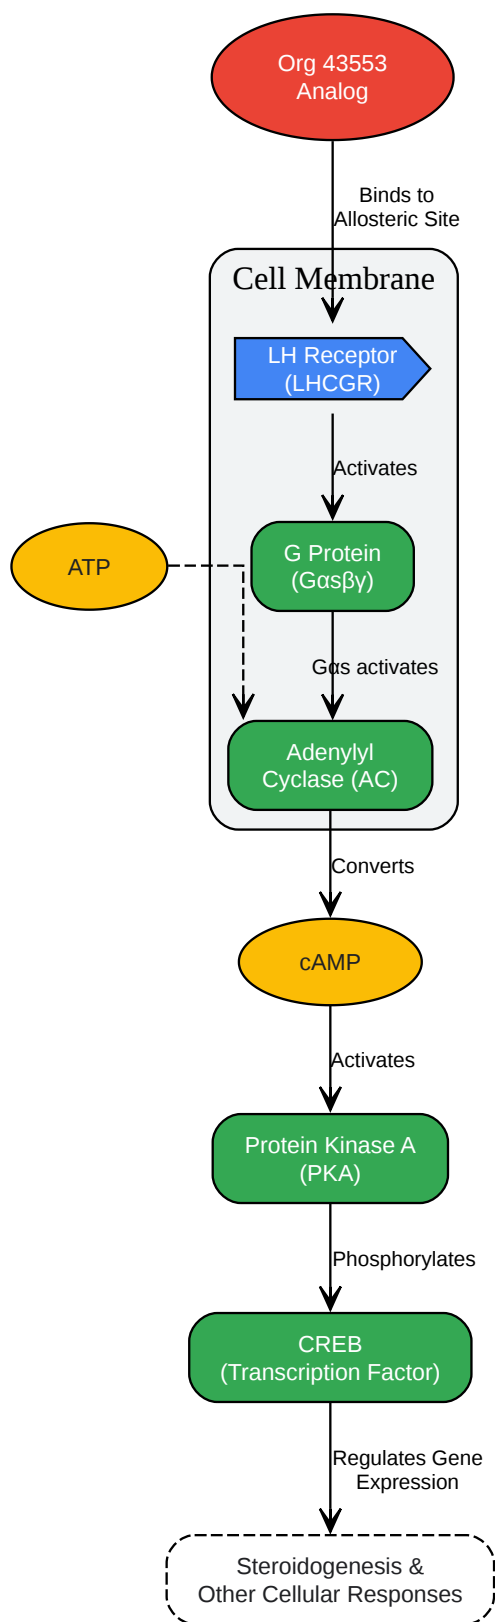 Org 43553
Analog
Binds to
Allosteric Site
Cell Membrane
LH Receptor
(LHCGR)
Activates
G Protein
(Gαsβγ)
ATP
Gαs activates
Adenylyl
Cyclase (AC)
Converts
cAMP
Activates
Protein Kinase A
(PKA)
Phosphorylates
CREB
(Transcription Factor)
Regulates Gene
Expression
Steroidogenesis &
Other Cellular Responses